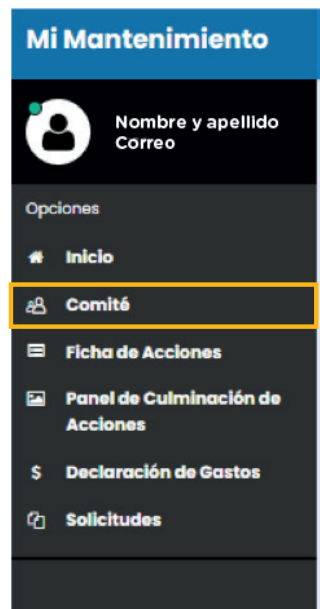 Mi Mantenimiento
Nombre y apellido
Correo
Opciones
Inicio
Comité
Ficha de Acciones
Panel de Culminación de
Acciones
$ Declaración de Gastos
Solicitudes